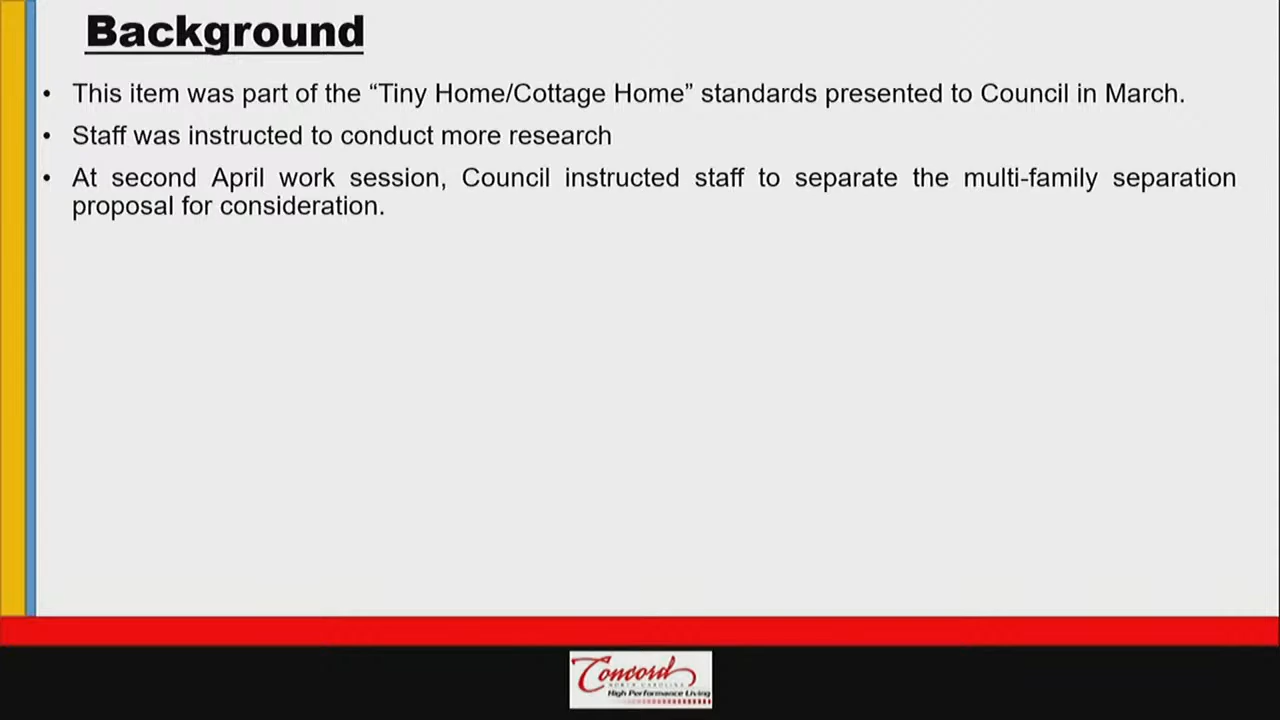 Background
• This item was part of the “Tiny Home/Cottage Home” standards presented to Council in March.
• Staff was instructed to conduct more research
• At second April work session, Council instructed staff to separate the multi-family separation
proposal for consideration.
Concord
NORTH CAROLINA
High Performance Living